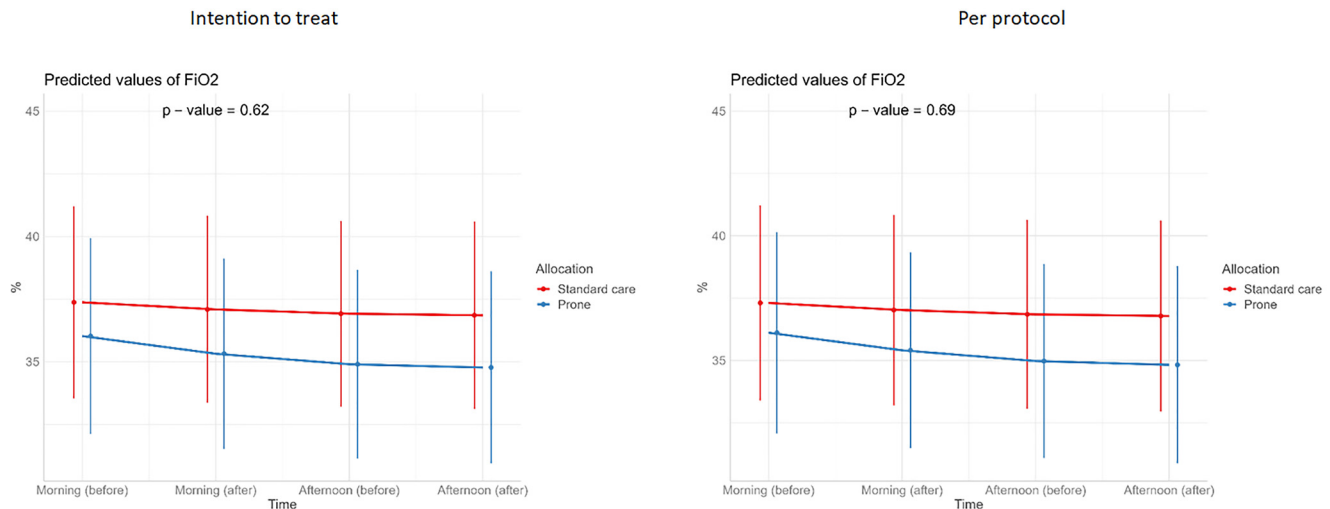 Intention to treat
Predicted values of FiO2
p – value = 0.62
45
40
35
%
Morning (before) Morning (after) Afternoon (before) Afternoon (after)
Time
Allocation
Standard care
Prone
Per protocol
Predicted values of FiO2
p – value = 0.69
45
40
35
%
Morning (before) Morning (after) Afternoon (before) Afternoon (after)
Time
Allocation
Standard care
Prone